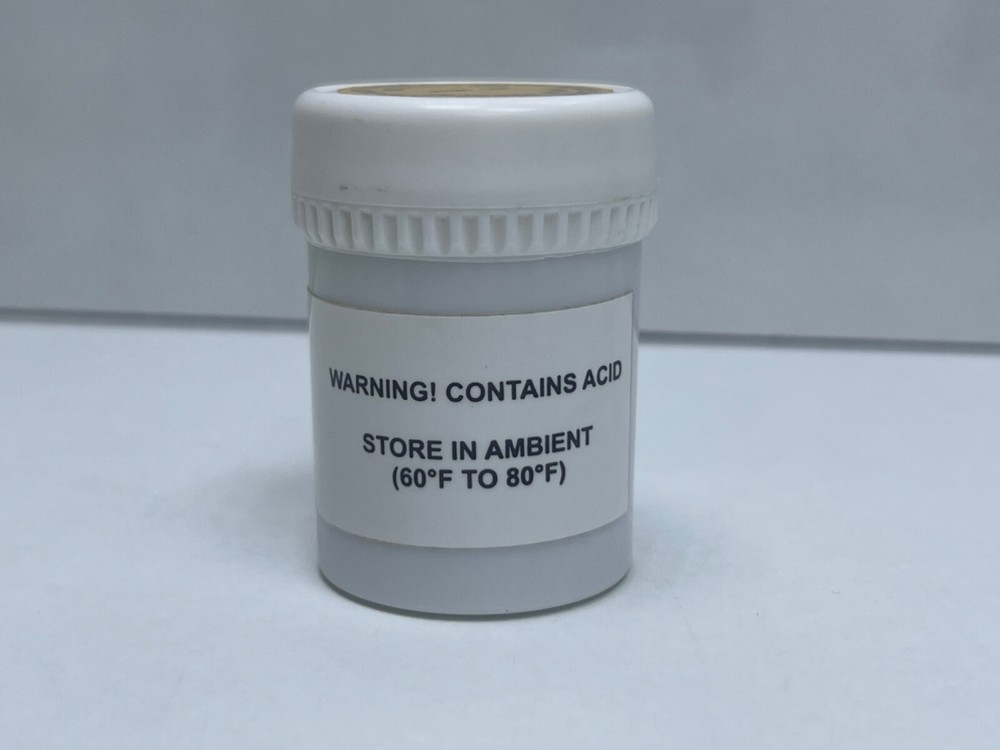 WARNING! CONTAINS ACID
STORE IN AMBIENT
(60°F TO 80°F)